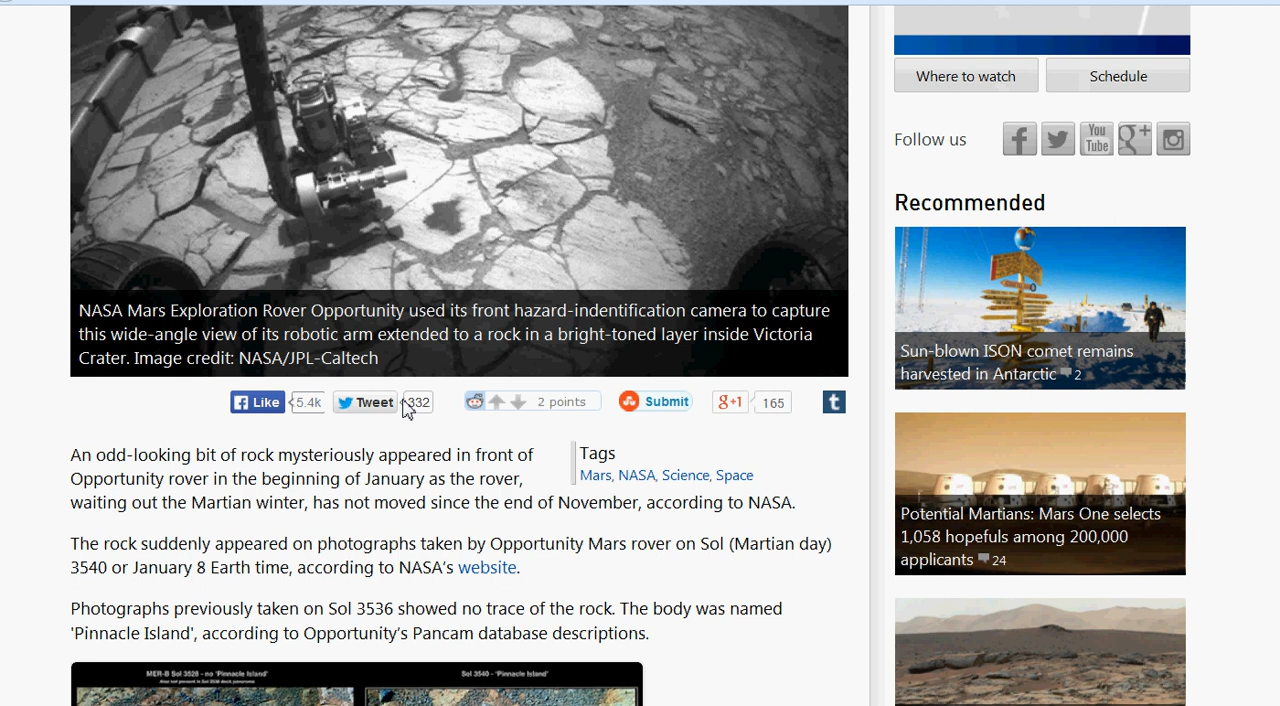 NASA Mars Exploration Rover Opportunity used its front hazard-indentification camera to capture
this wide-angle view of its robotic arm extended to a rock in a bright-toned layer inside Victoria
Crater. Image credit: NASA/JPL-Caltech
Like 5.4k Tweet 332 2 points Submit g+1 165 t
An odd-looking bit of rock mysteriously appeared in front of
Opportunity rover in the beginning of January as the rover,
waiting out the Martian winter, has not moved since the end of November, according to NASA.
Tags
Mars, NASA, Science, Space
The rock suddenly appeared on photographs taken by Opportunity Mars rover on Sol (Martian day)
3540 or January 8 Earth time, according to NASA's website.
Photographs previously taken on Sol 3536 showed no trace of the rock. The body was named
'Pinnacle Island', according to Opportunity's Pancam database descriptions.
MER-B Sol 3528 - no 'Pinnacle Island'
Sol 3540 - 'Pinnacle Island'
Where to watch
Schedule
Follow us
You
Tube
Recommended
Sun-blown ISON comet remains
harvested in Antarctic 2
Potential Martians: Mars One selects
1,058 hopefuls among 200,000
applicants 24